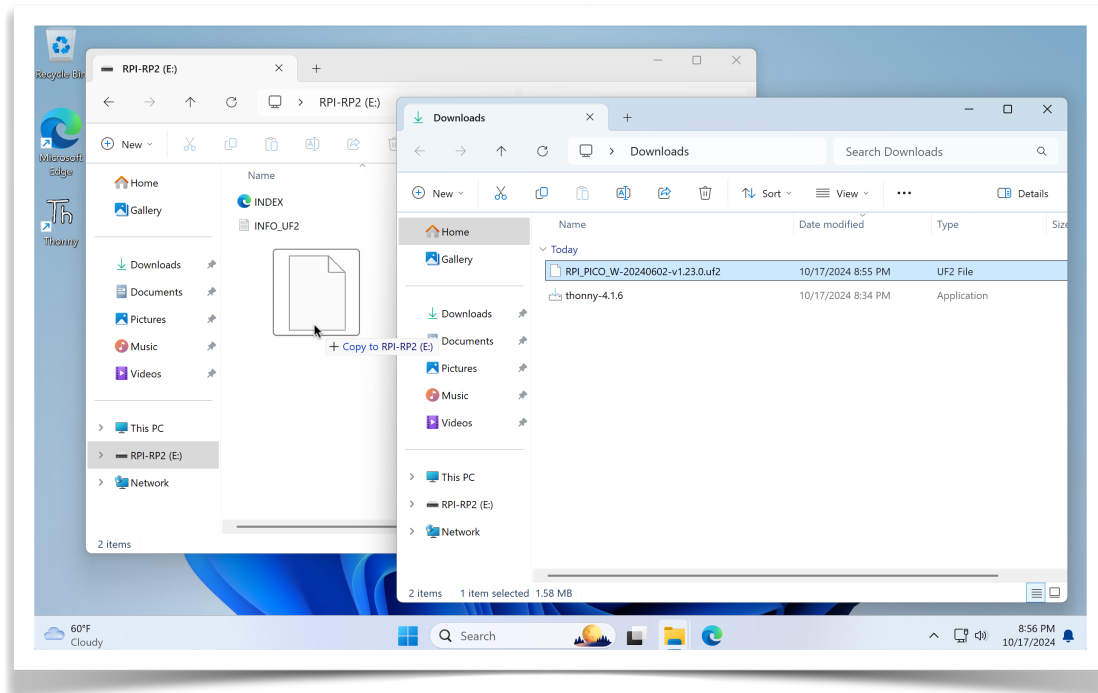 Recycle Bin
Microsoft
Edge
Thonny
RPI-RP2 (E:)
RPI-RP2 (E:)
New
Name
Home
Gallery
Downloads
Documents
Pictures
Music
Videos
This PC
RPI-RP2 (E:)
Network
INDEX
INFO_UF2
Copy to RPI-RP2 (E:)
2 items
Downloads
Downloads
Search Downloads
New
Sort
View
Details
Home
Gallery
Downloads
Documents
Pictures
Music
Videos
This PC
RPI-RP2 (E:)
Network
Name Date modified Type Size
Today
RPI_PICO_W-20240602-v1.23.0.uf2 10/17/2024 8:55 PM UF2 File
thonny-4.1.6 10/17/2024 8:34 PM Application
2 items 1 item selected 1.58 MB
60°F
Cloudy
Search
8:56 PM
10/17/2024